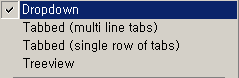 Dropdown
Tabbed (multi line tabs)
Tabbed (single row of tabs)
Treeview